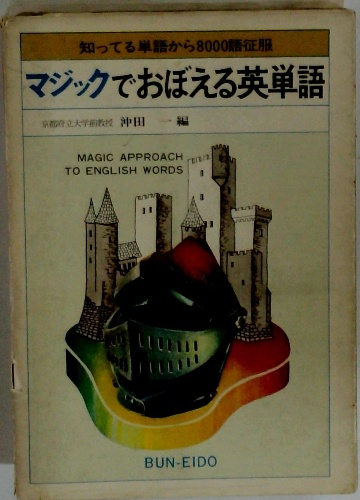 知ってる単語から8000語征服
マジックでおぼえる英単語
京都府立大学前教授 沖田 一 編
MAGIC APPROACH
TO ENGLISH WORDS
BUN-EIDO